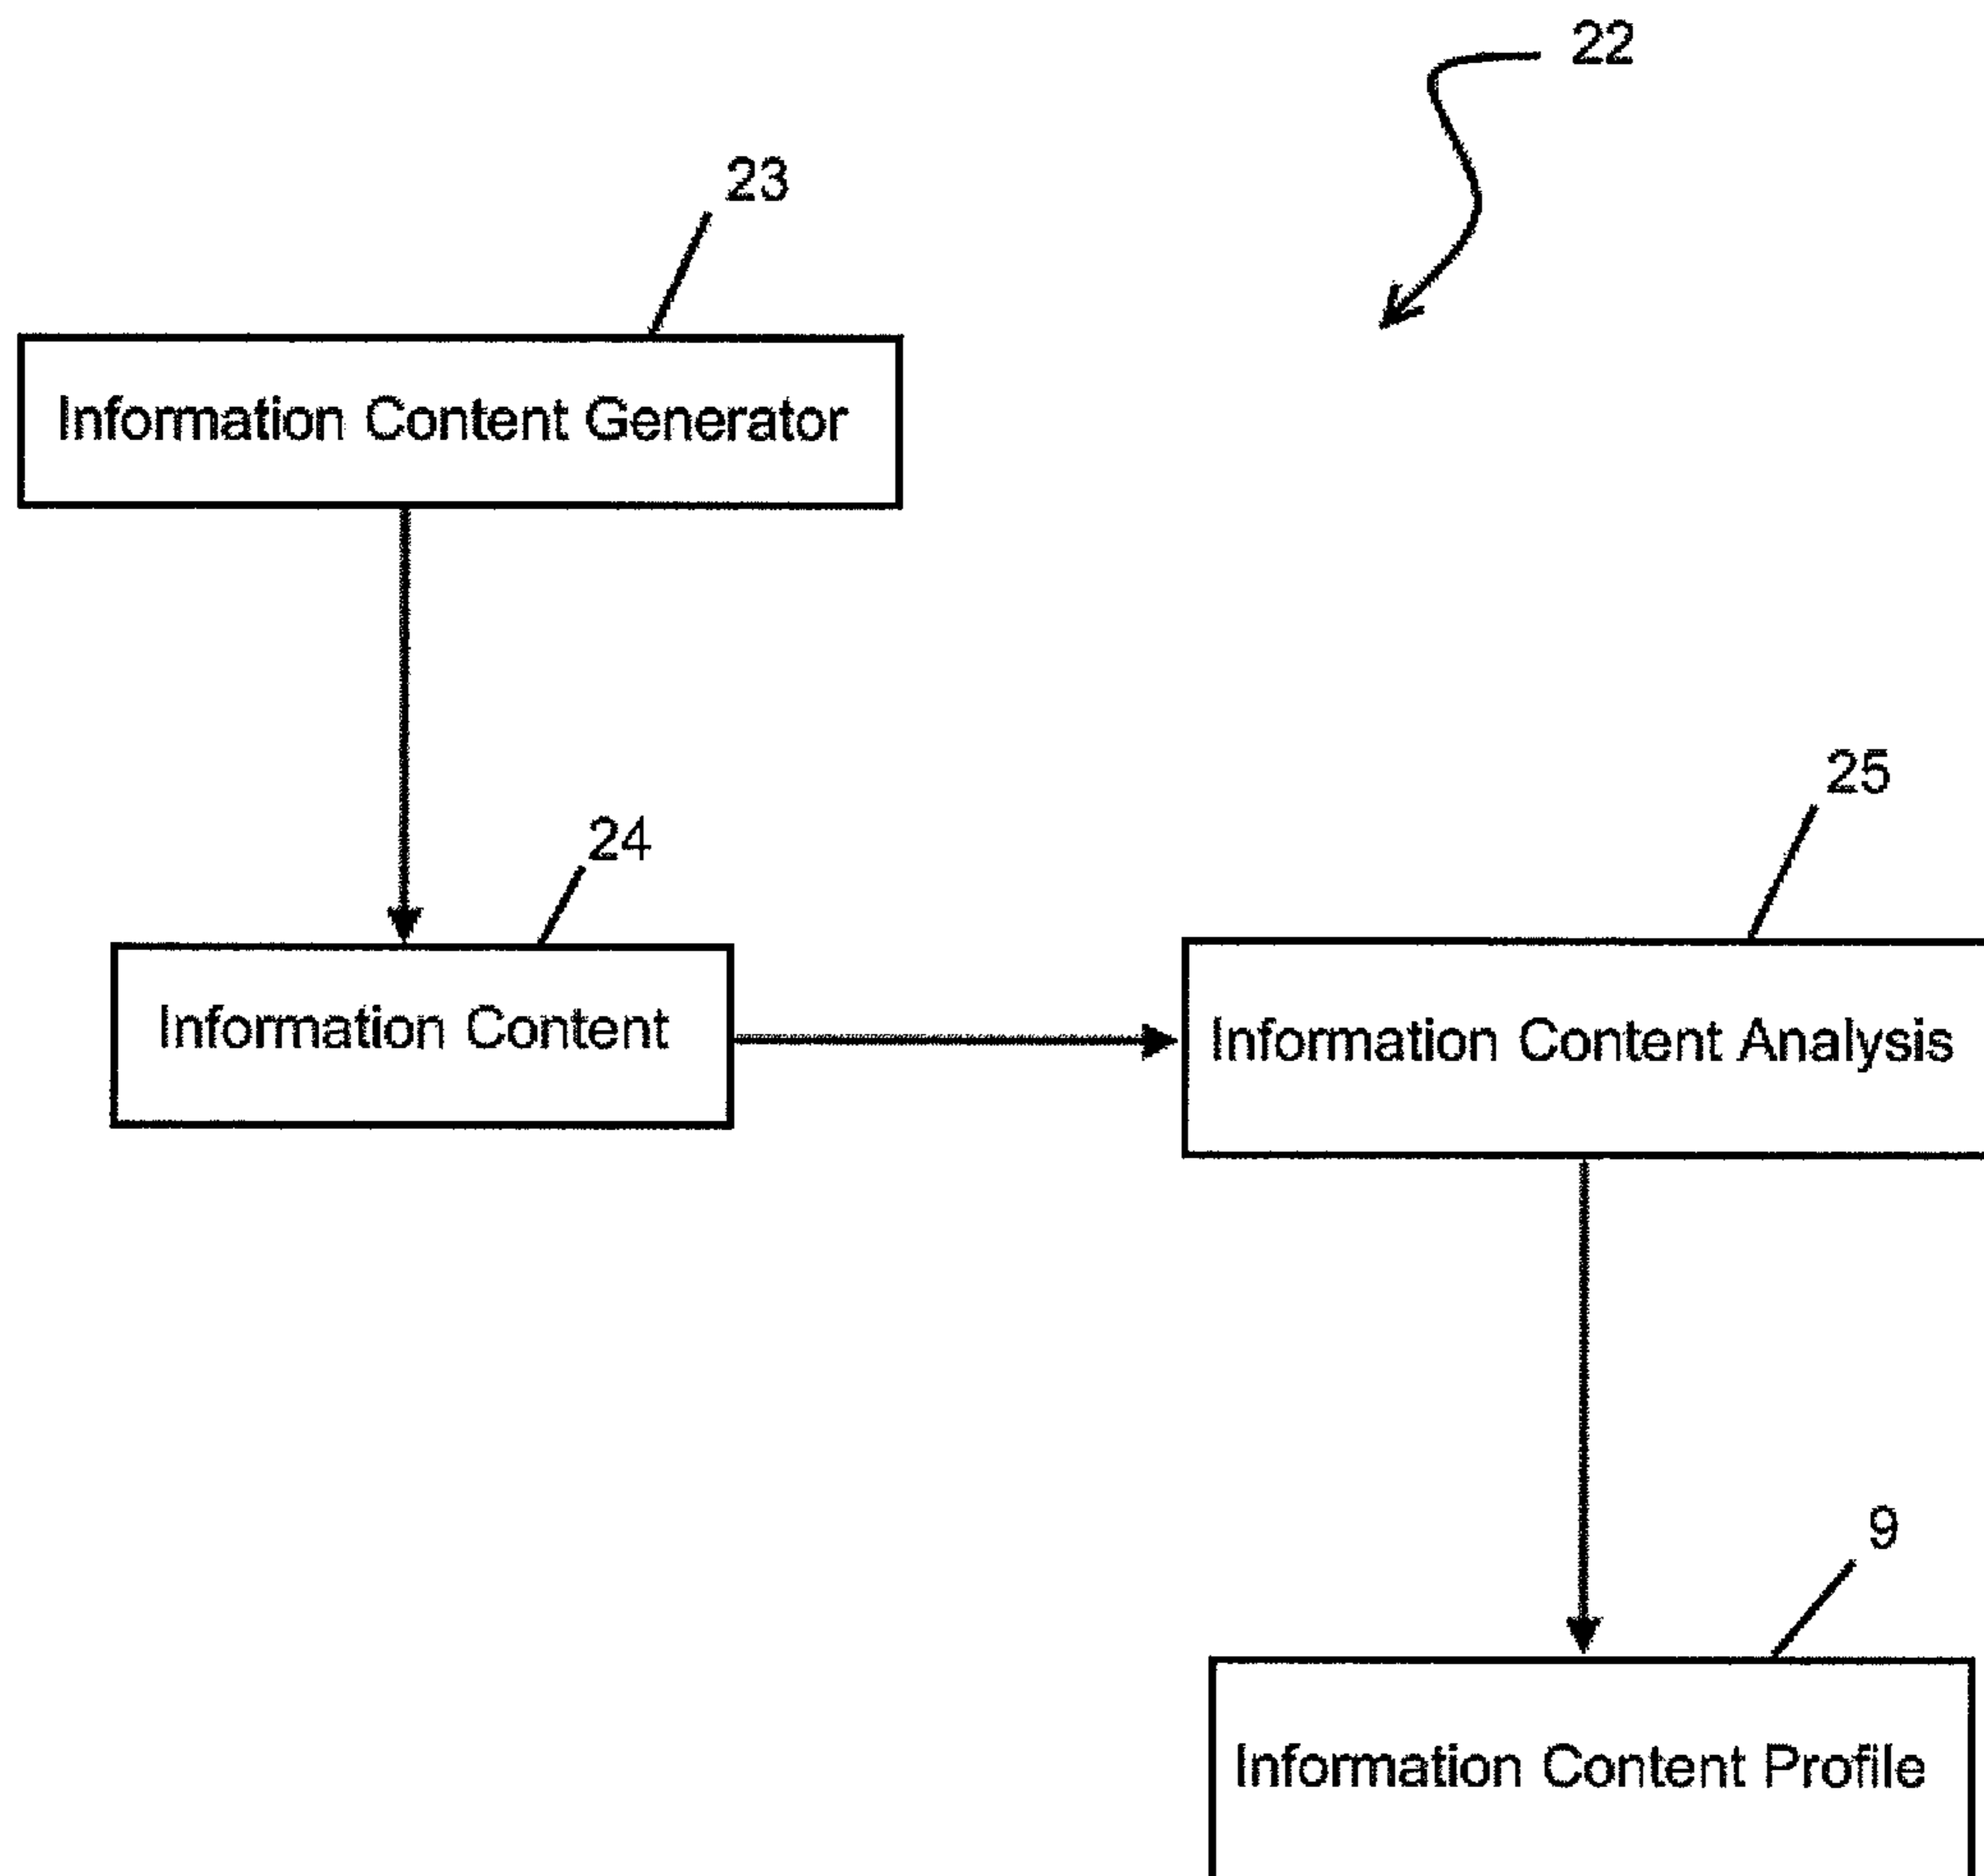 22
23
Information Content Generator
25
24
Information Content
Information Content Analysis
9
Information Content Profile